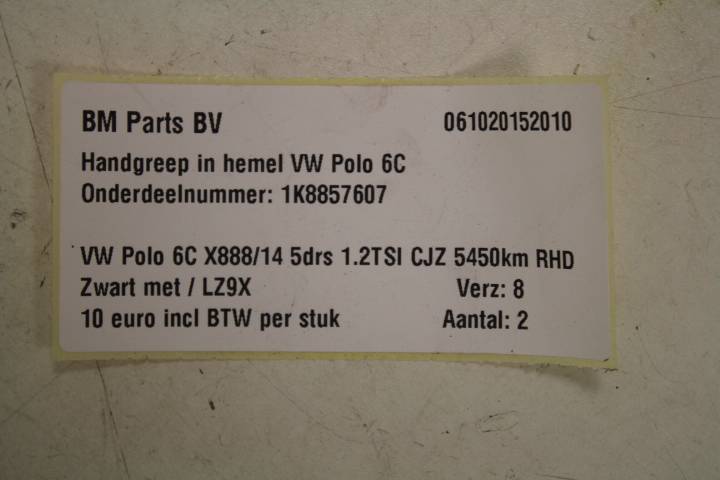 BM Parts BV 061020152010
Handgreep in hemel VW Polo 6C
Onderdeelnummer: 1K8857607
VW Polo 6C X888/14 5drs 1.2TSI CJZ 5450km RHD
Zwart met / LZ9X Verz: 8
10 euro incl BTW per stuk Aantal: 2